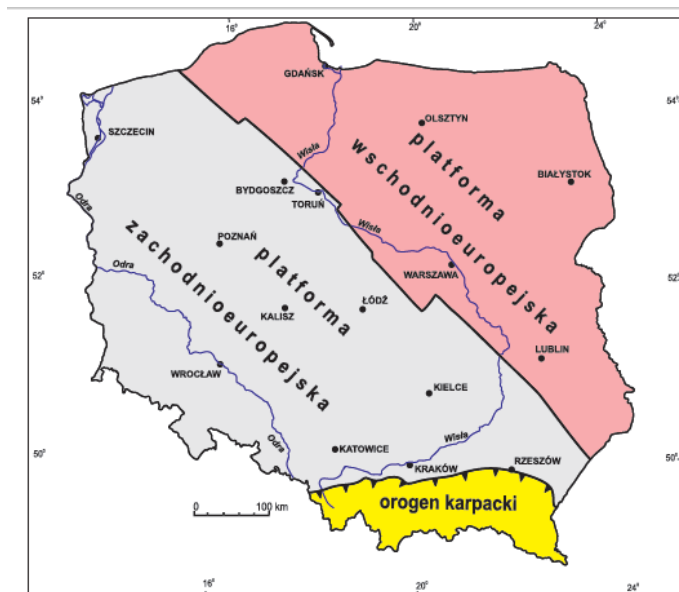 16°
20°
24°
54°
54°
GDAŃSK
OLSZTYN
SZCZECIN
Wisła
platforma
wschodnioeuropejska
BIAŁYSTOK
BYDGOSZCZ
TORUŃ
Odra
Wisła
zachodnioeuropejska
platforma
POZNAŃ
WARSZAWA
52°
52°
Odra
KALISZ
ŁÓDŹ
LUBLIN
WROCŁAW
KIELCE
Odra
Wisła
KATOWICE
50°
50°
KRAKÓW
RZESZÓW
orogen karpacki
0 100 km
16°
20°
24°